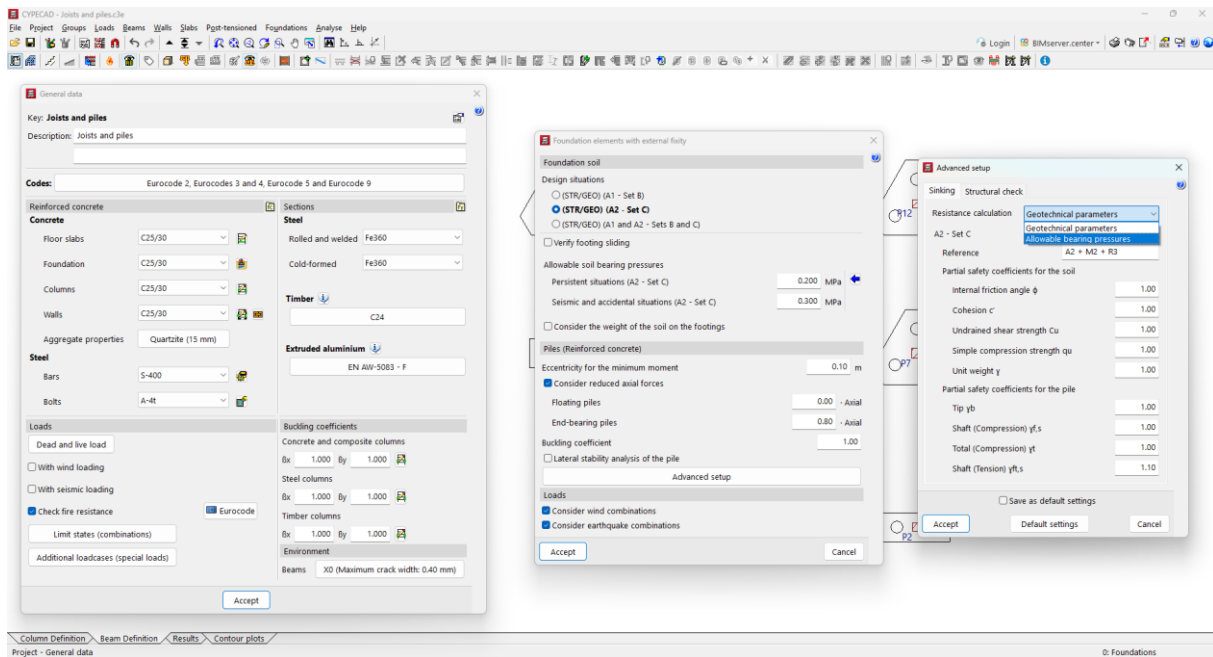 CYPECAD - Joists and piles.c3e
File Project Groups Loads Beams Walls Slabs Post-tensioned Foundations Analyse Help
Login BIMserver.center
General data
Key: Joists and piles
Description: Joists and piles
Codes: Eurocode 2, Eurocodes 3 and 4, Eurocode 5 and Eurocode 9
Reinforced concrete
Concrete
Floor slabs C25/30
Foundation C25/30
Columns C25/30
Walls C25/30
Aggregate properties Quartzite (15 mm)
Steel
Bars S-400
Bolts A-4t
Sections
Steel
Rolled and welded Fe360
Cold-formed Fe360
Timber
C24
Extruded aluminium
EN AW-5083 - F
Loads
Dead and live load
With wind loading
With seismic loading
Check fire resistance Eurocode
Limit states (combinations)
Additional loadcases (special loads)
Buckling coefficients
Concrete and composite columns
βx 1.000 βy 1.000
Steel columns
βx 1.000 βy 1.000
Timber columns
βx 1.000 βy 1.000
Environment
Beams X0 (Maximum crack width: 0.40 mm)
Accept
Foundation elements with external fixity
Foundation soil
Design situations
(STR/GEO) (A1 - Set B)
(STR/GEO) (A2 - Set C)
(STR/GEO) (A1 and A2 - Sets B and C)
Verify footing sliding
Allowable soil bearing pressures
Persistent situations (A2 - Set C) 0.200 MPa
Seismic and accidental situations (A2 - Set C) 0.300 MPa
Consider the weight of the soil on the footings
Piles (Reinforced concrete)
Eccentricity for the minimum moment 0.10 m
Consider reduced axial forces
Floating piles 0.00 · Axial
End-bearing piles 0.80 · Axial
Buckling coefficient 1.00
Lateral stability analysis of the pile
Advanced setup
Loads
Consider wind combinations
Consider earthquake combinations
Accept Cancel
P12
P7
P2
Advanced setup
Sinking Structural check
Resistance calculation Geotechnical parameters
Geotechnical parameters
Allowable bearing pressures
A2 - Set C
Reference A2 + M2 + R3
Partial safety coefficients for the soil
Internal friction angle ϕ 1.00
Cohesion c' 1.00
Undrained shear strength Cu 1.00
Simple compression strength qu 1.00
Unit weight γ 1.00
Partial safety coefficients for the pile
Tip γb 1.00
Shaft (Compression) γf,s 1.00
Total (Compression) γt 1.00
Shaft (Tension) γft,s 1.10
Save as default settings
Accept Default settings Cancel
Column Definition Beam Definition Results Contour plots
Project - General data 0: Foundations